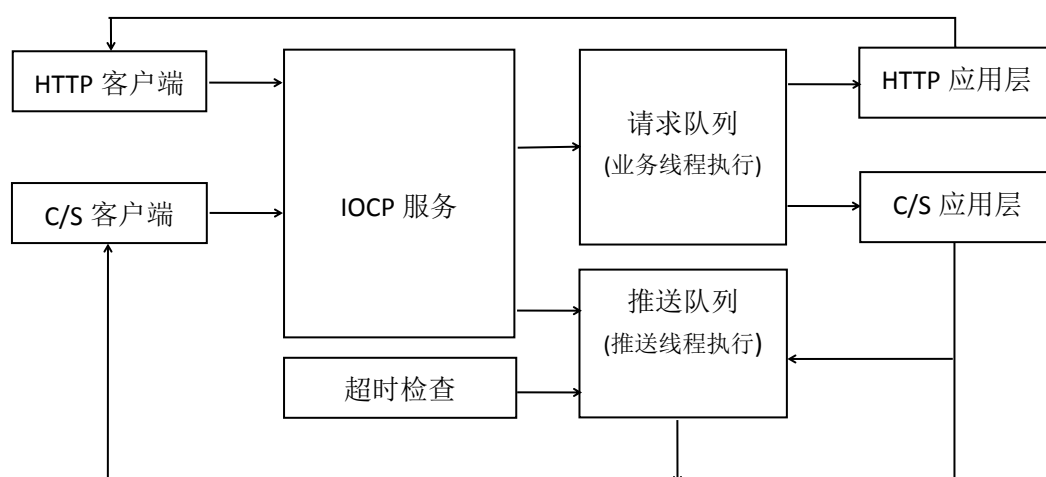 HTTP 客户端
HTTP 应用层
请求队列
(业务线程执行)
C/S 客户端
IOCP 服务
C/S 应用层
推送队列
(推送线程执行)
超时检查